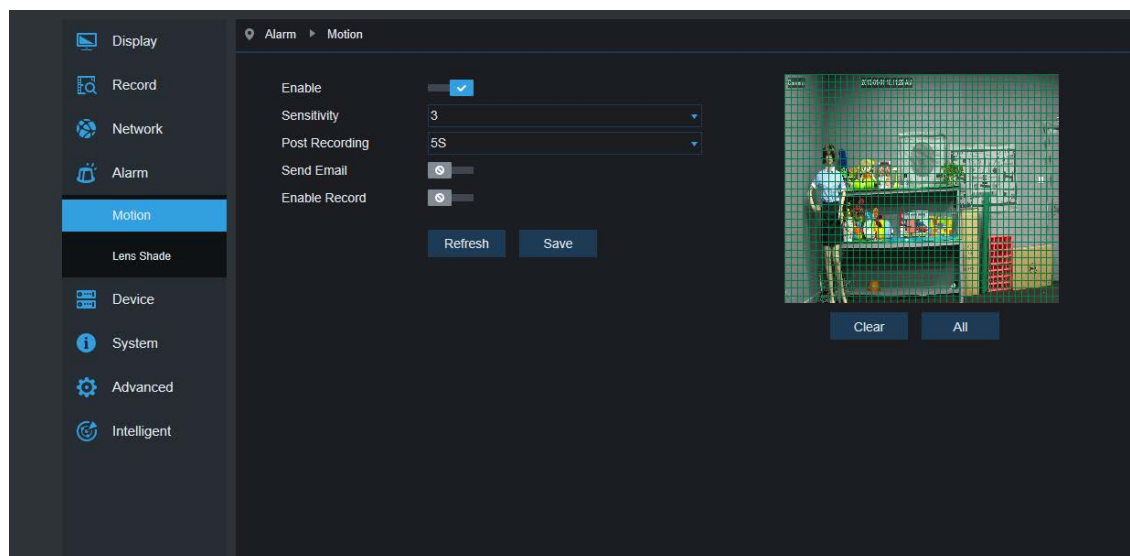 Display
Record
Network
Alarm
Motion
Lens Shade
Device
System
Advanced
Intelligent
Alarm Motion
Enable
Sensitivity 3
Post Recording 5S
Send Email
Enable Record
Refresh Save
Clear All